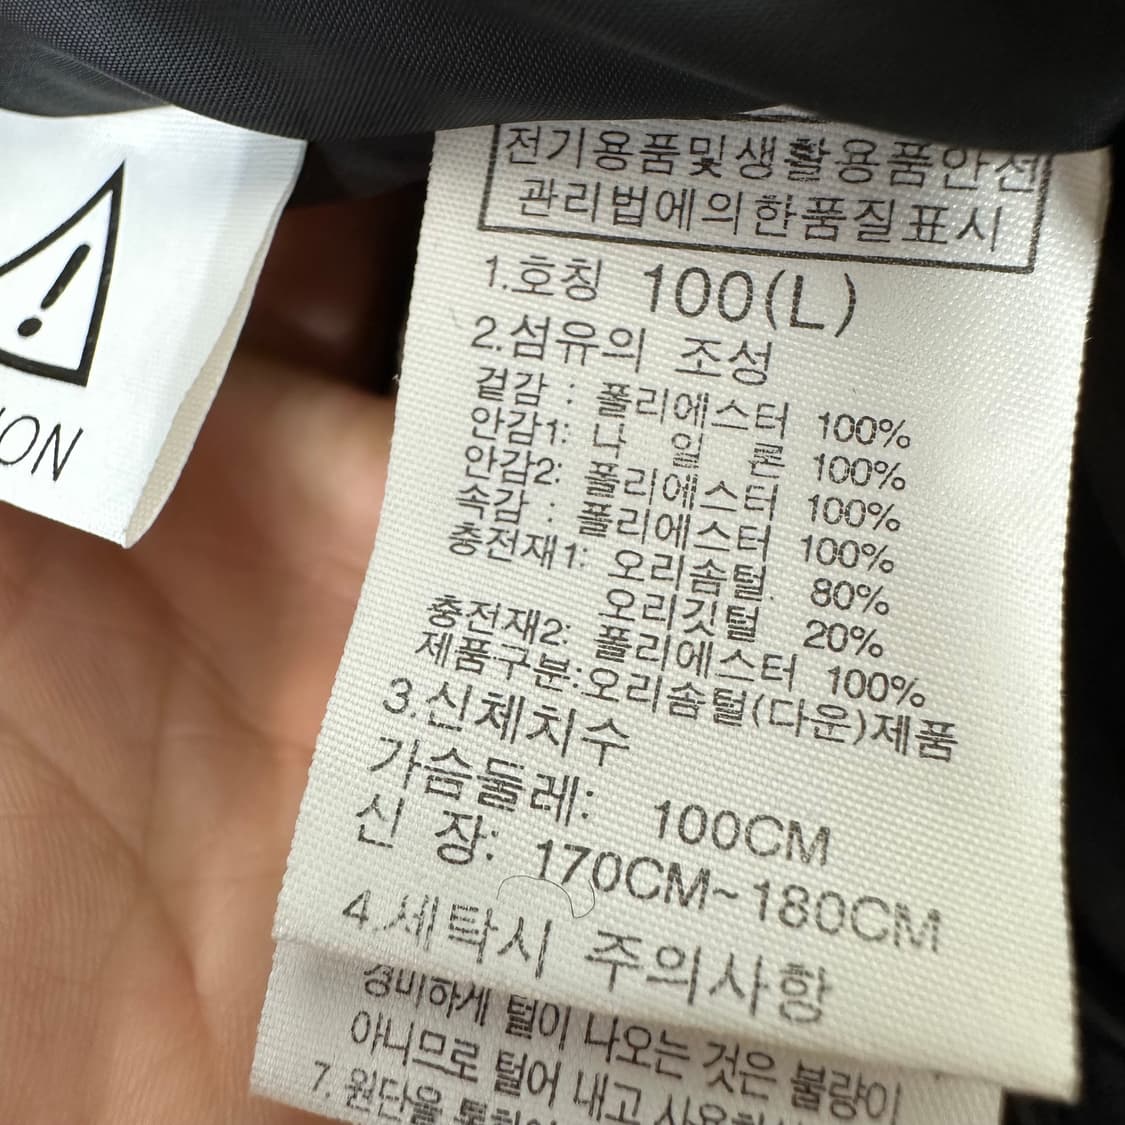 ON
전기용품및생활용품안전
관리법에의한품질표시
1.호칭 100(L)
2.섬유의 조성
겉감 : 폴리에스터 100%
안감1: 나 일 론 100%
안감2: 폴리에스터 100%
속감 : 폴리에스터 100%
충전재1: 오리솜털. 80%
오리깃털 20%
충전재2: 폴리에스터 100%
제품구분:오리솜털(다운)제품
3.신체치수
가슴둘레: 100CM
신 장: 170CM~180CM
4.세탁시 주의사항
경미하게 털이 나오는 것은 불량이
아니므로 털어 내고
7. 원단을